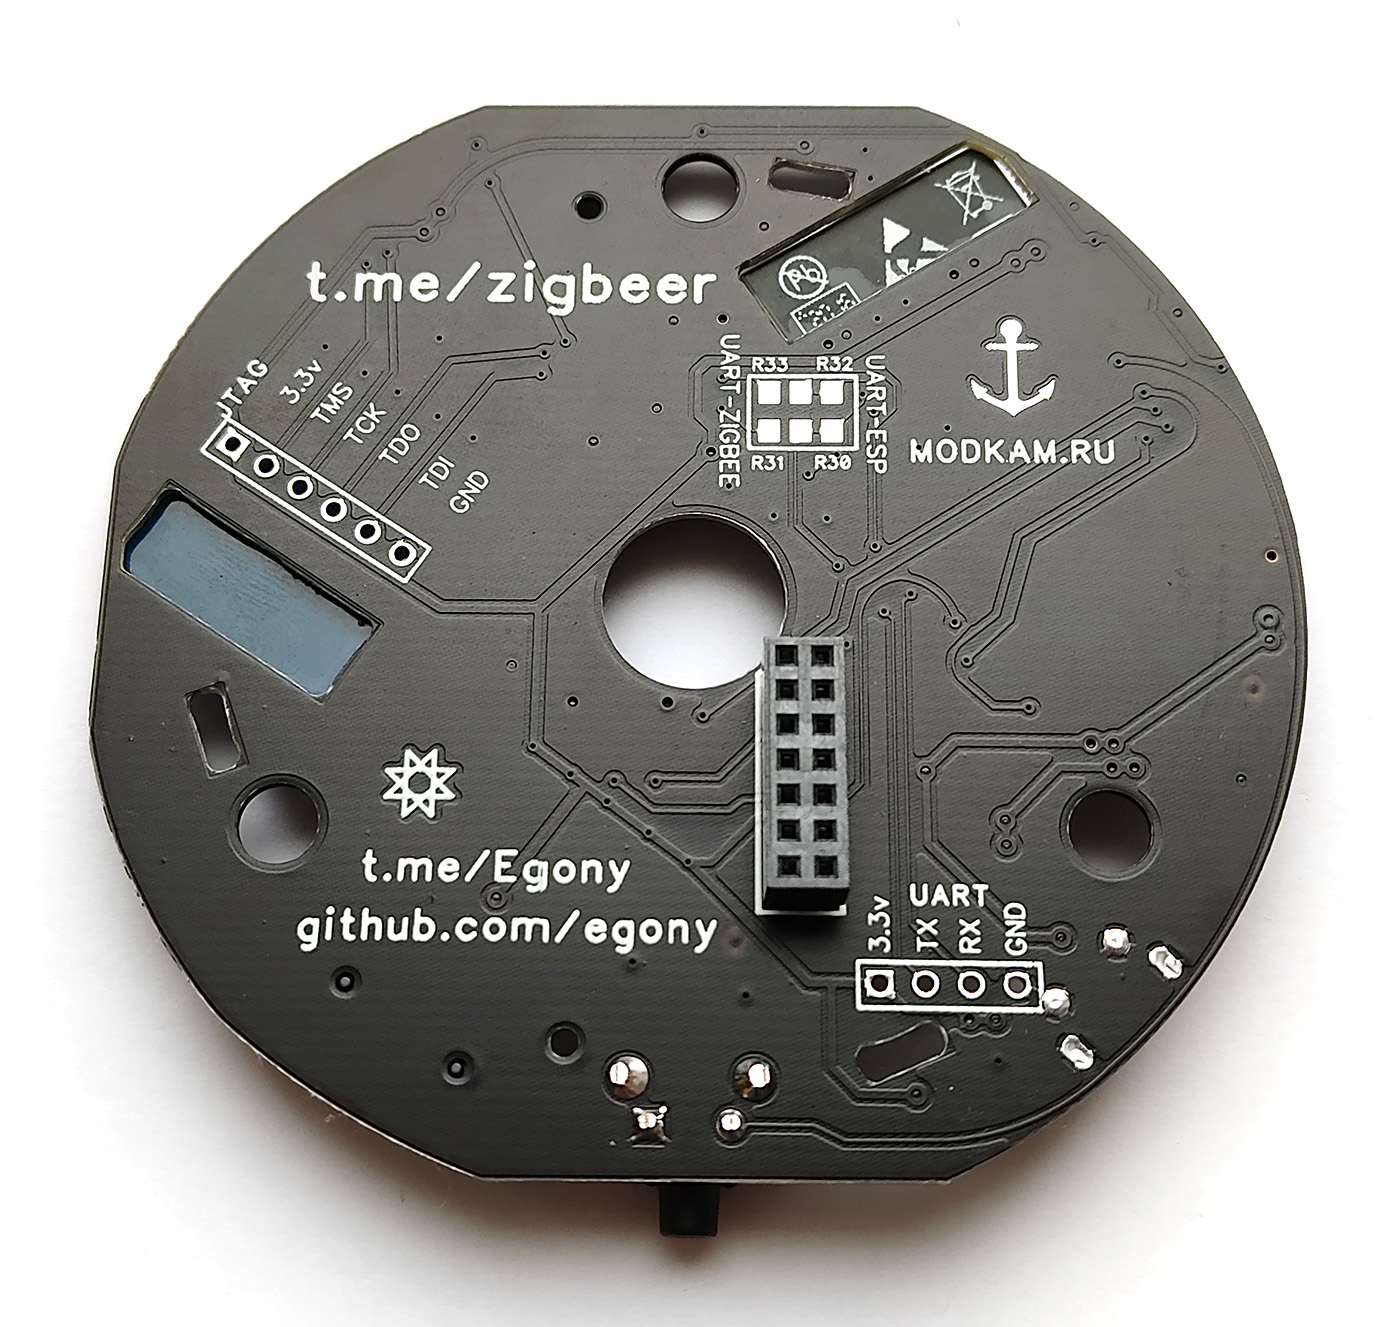 t.me/zigbeer
Pb
JTAG
3.3v
TMS
TCK
TDO
TDI
GND
UART-ZIGBEE
R33 R32
R31 R30
UART-ESP
MODKAM.RU
t.me/Egony
github.com/egony
UART
3.3v
TX
RX
GND